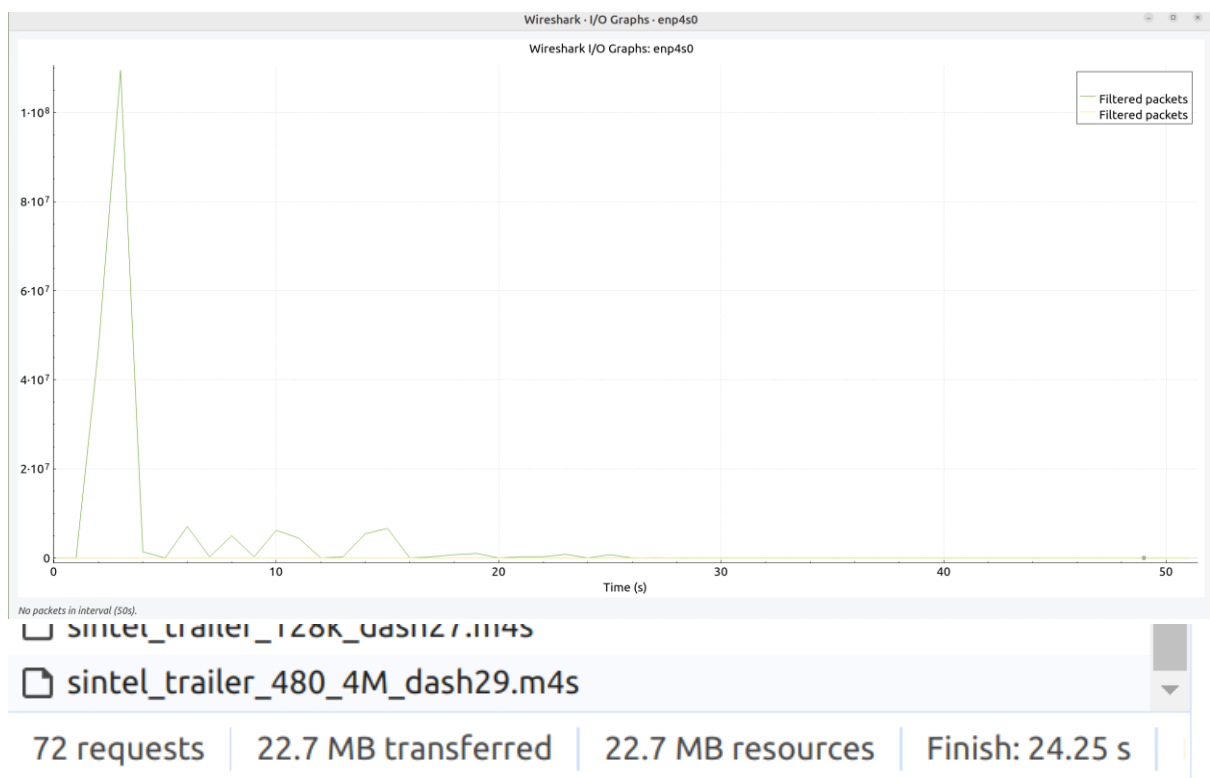 Wireshark · I/O Graphs · enp4s0
Wireshark I/O Graphs: enp4s0
Filtered packets
Filtered packets
1·10⁸
8·10⁷
6·10⁷
4·10⁷
2·10⁷
0
0 10 20 30 40 50
Time (s)
No packets in interval (50s).
sintel_trailer_128k_dash27.m4s
sintel_trailer_480_4M_dash29.m4s
72 requests 22.7 MB transferred 22.7 MB resources Finish: 24.25 s